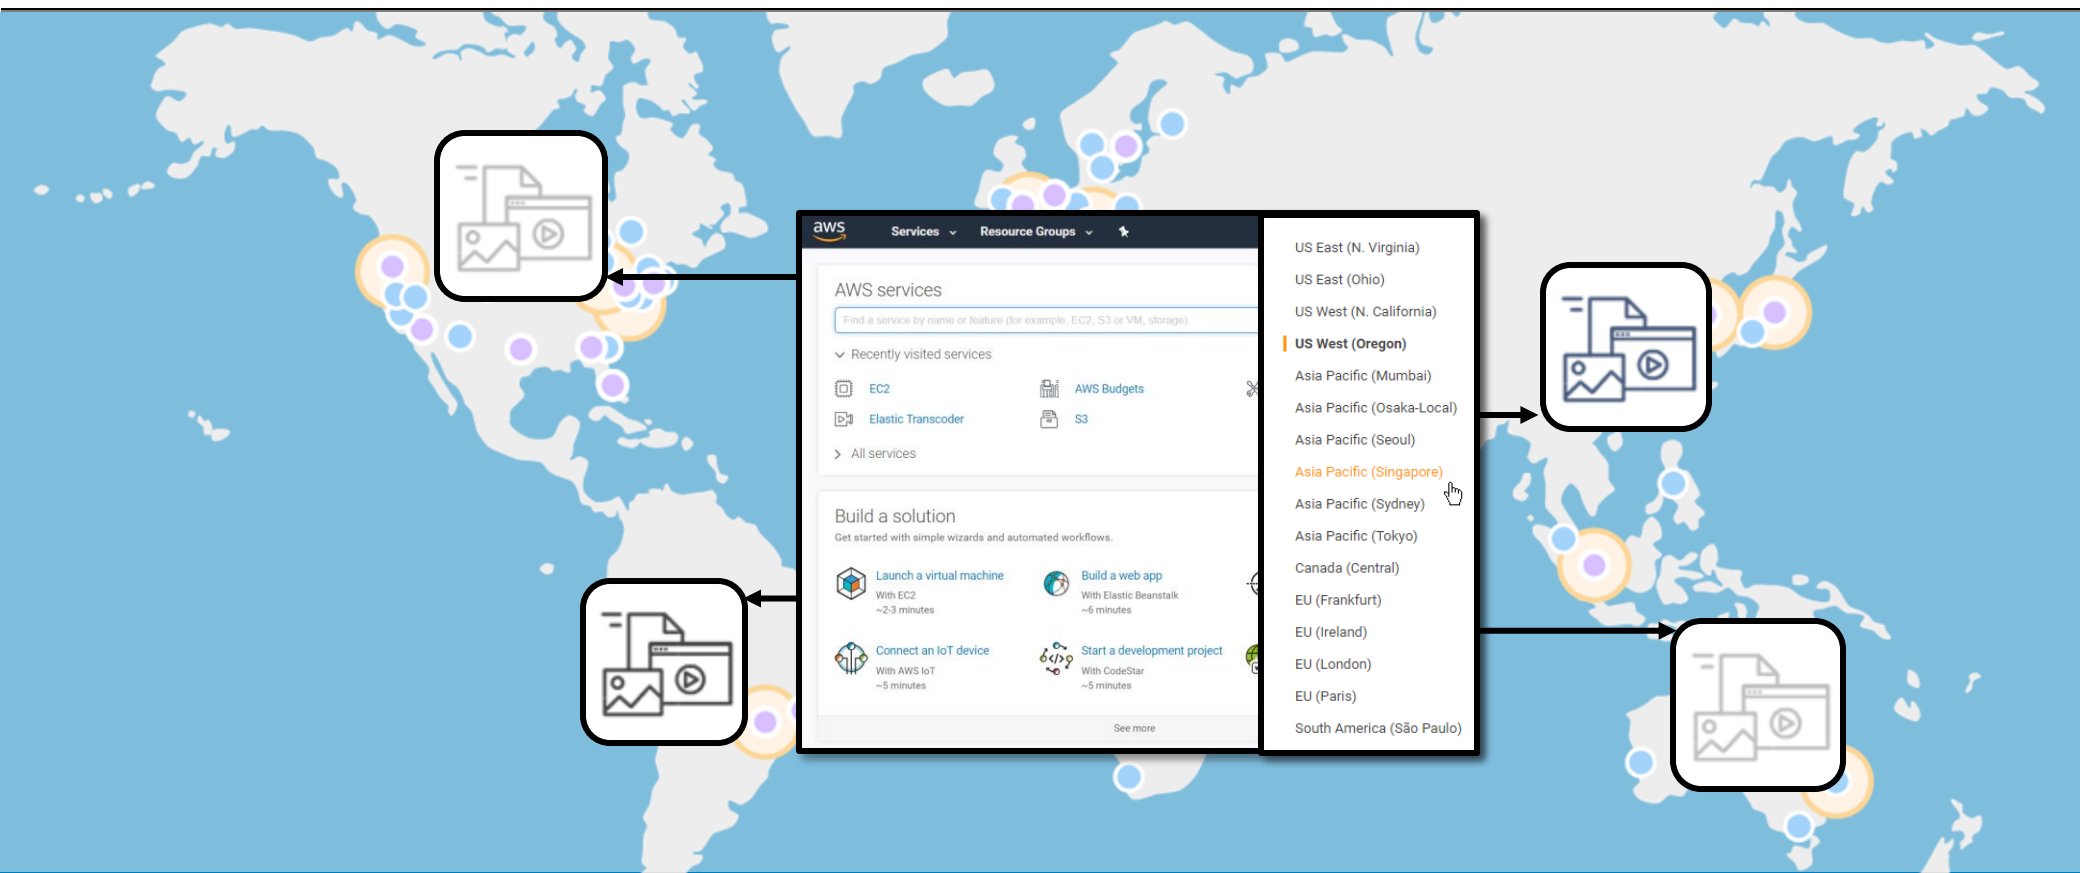 aws
Services
Resource Groups
AWS services
Find a service by name or feature (for example, EC2, S3 or VM, storage).
Recently visited services
EC2
AWS Budgets
Elastic Transcoder
S3
All services
Build a solution
Get started with simple wizards and automated workflows.
Launch a virtual machine
With EC2
~2-3 minutes
Build a web app
With Elastic Beanstalk
~6 minutes
Connect an IoT device
With AWS IoT
~5 minutes
Start a development project
With CodeStar
~5 minutes
See more
US East (N. Virginia)
US East (Ohio)
US West (N. California)
US West (Oregon)
Asia Pacific (Mumbai)
Asia Pacific (Osaka-Local)
Asia Pacific (Seoul)
Asia Pacific (Singapore)
Asia Pacific (Sydney)
Asia Pacific (Tokyo)
Canada (Central)
EU (Frankfurt)
EU (Ireland)
EU (London)
EU (Paris)
South America (São Paulo)